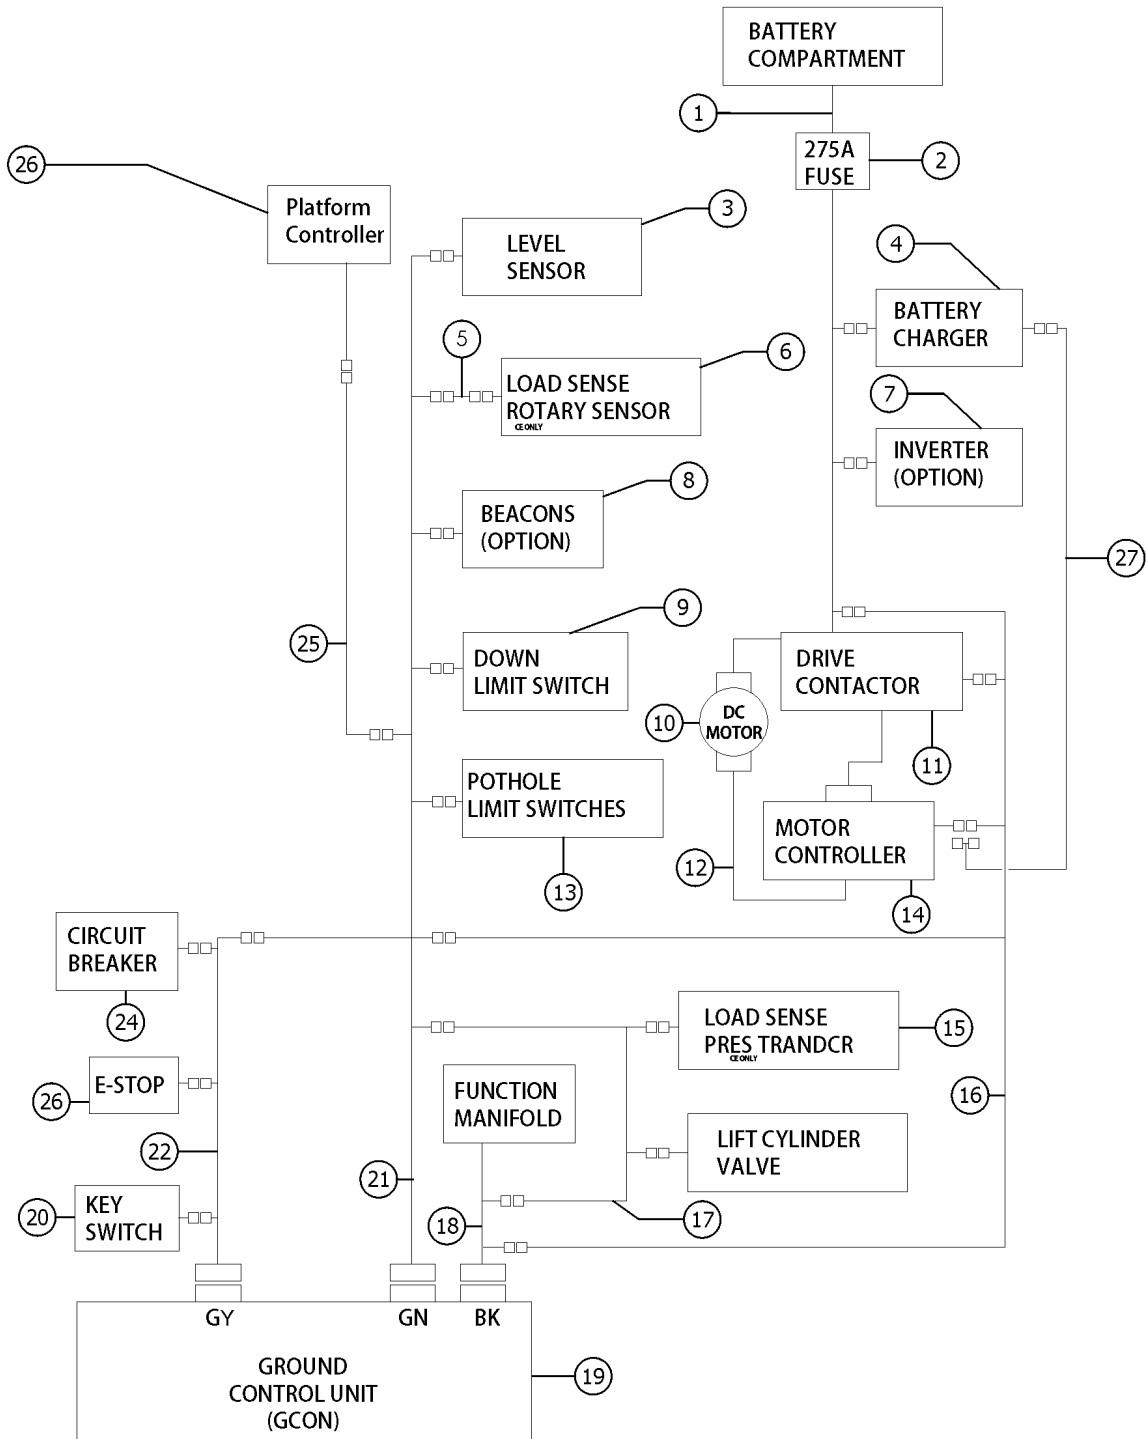 BATTERY
COMPARTMENT
1
275A
FUSE
2
26
Platform
Controller
3
LEVEL
SENSOR
4
BATTERY
CHARGER
5
6
LOAD SENSE
ROTARY SENSOR
CE ONLY
7
INVERTER
(OPTION)
8
BEACONS
(OPTION)
27
9
25
DOWN
LIMIT SWITCH
DRIVE
CONTACTOR
10
DC
MOTOR
11
POTHOLE
LIMIT SWITCHES
MOTOR
CONTROLLER
12
13
14
CIRCUIT
BREAKER
24
LOAD SENSE
PRES TRANDCR
CE ONLY
15
E-STOP
26
FUNCTION
MANIFOLD
16
22
LIFT CYLINDER
VALVE
21
20
KEY
SWITCH
18
17
GY
GN
BK
GROUND
CONTROL UNIT
(GCON)
19